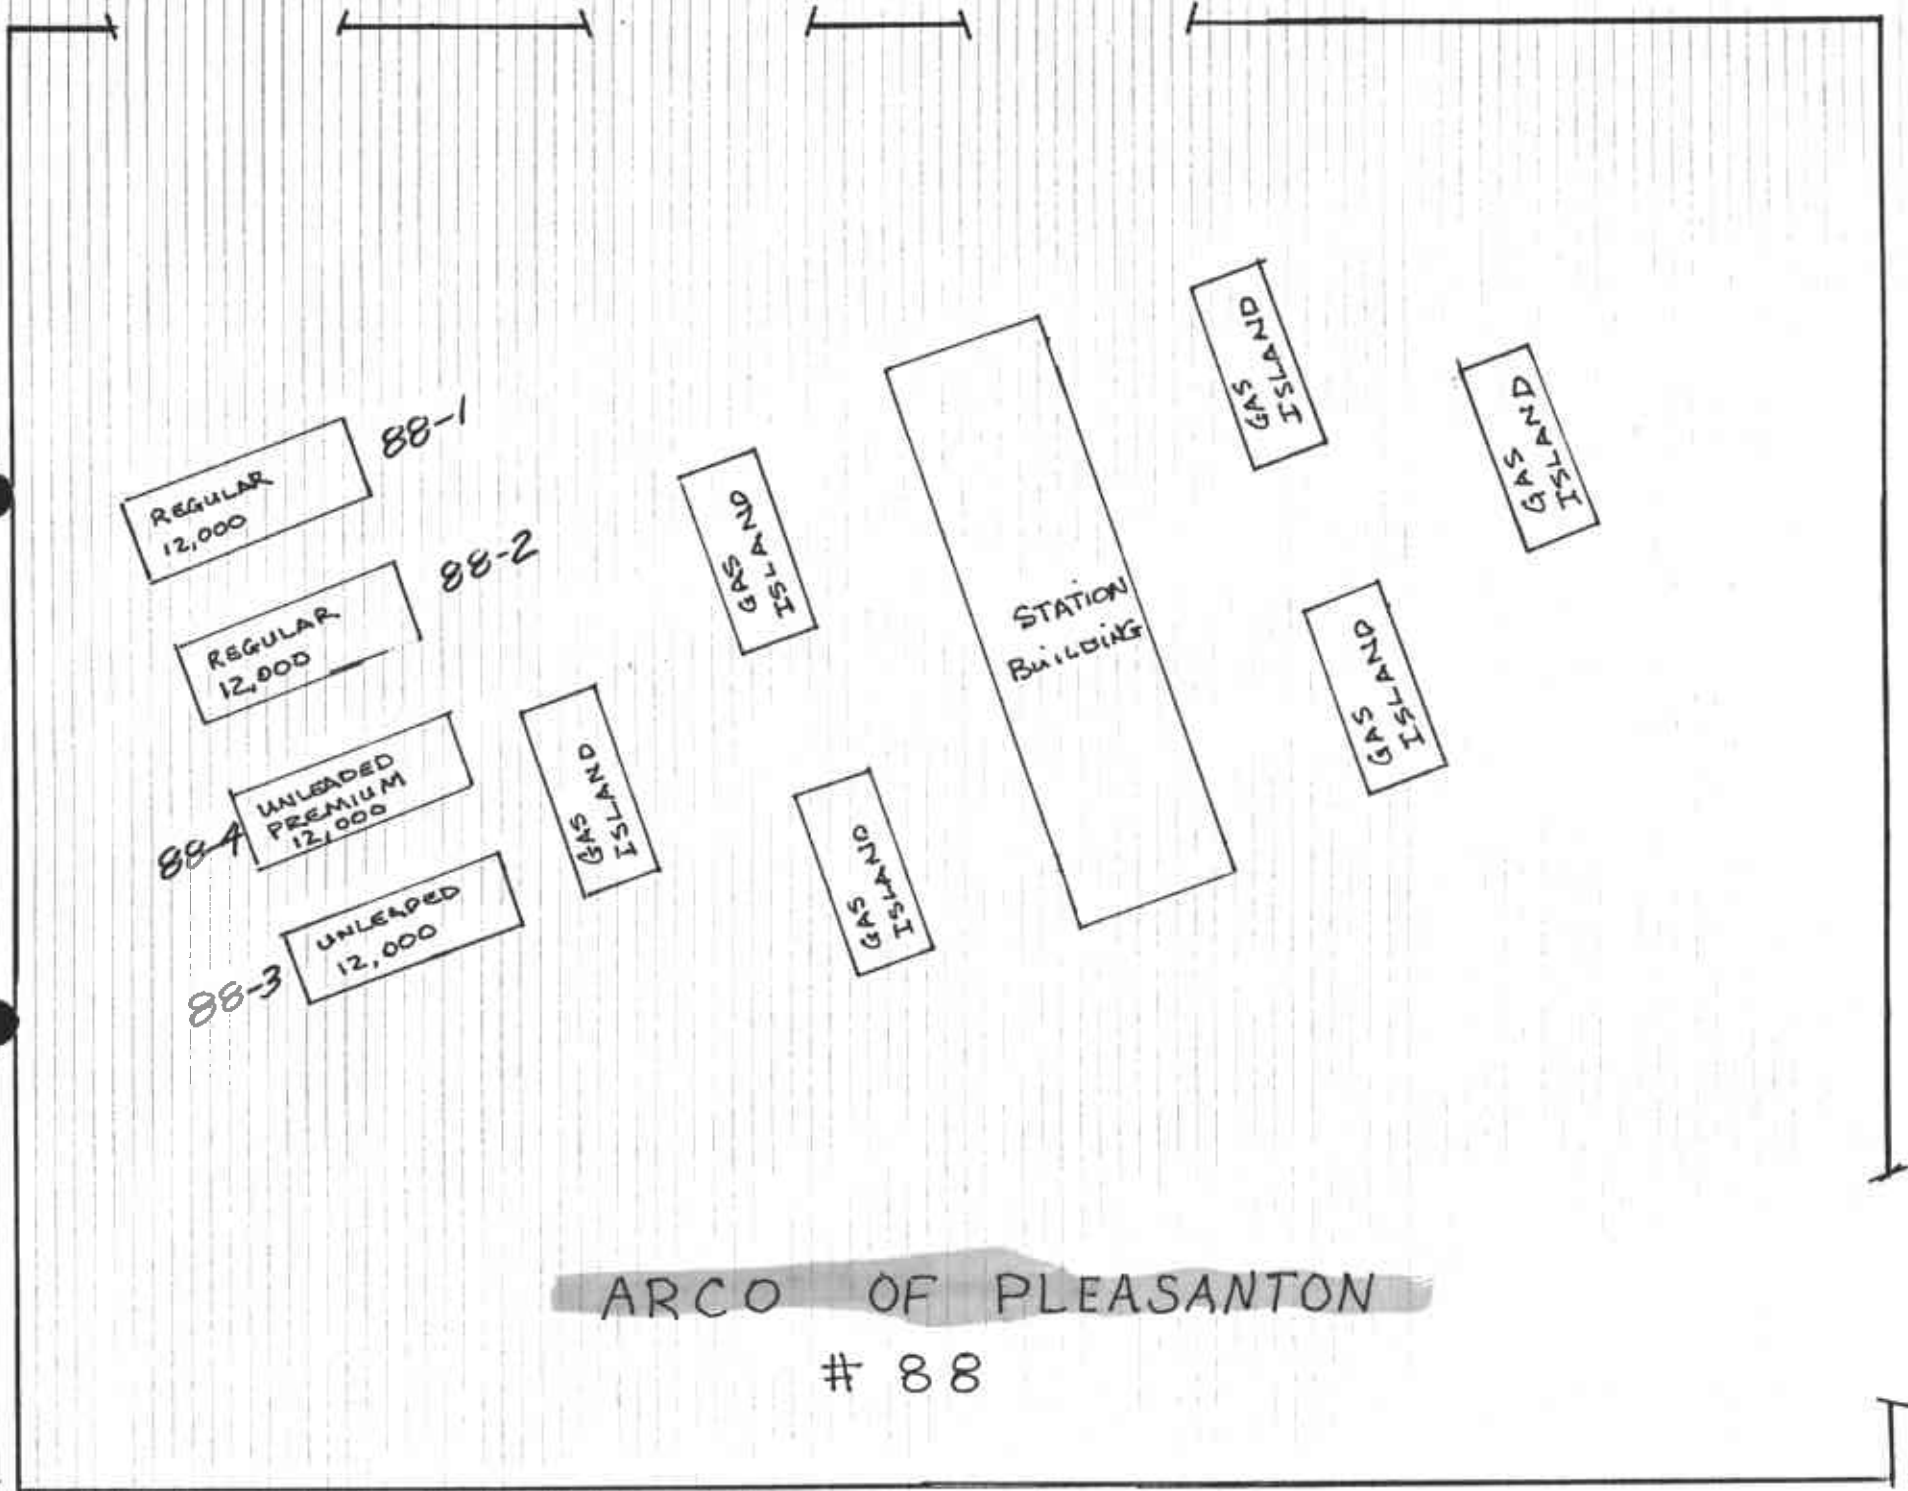 88-1
REGULAR
12,000
88-2
REGULAR
12,000
88-4
UNLEADED
PREMIUM
12,000
88-3
UNLEADED
12,000
GAS
ISLAND
GAS
ISLAND
GAS
ISLAND
STATION
BUiLDiNG
GAS
ISLAND
GAS
ISLAND
GAS
ISLAND
ARCO OF PLEASANTON
# 88